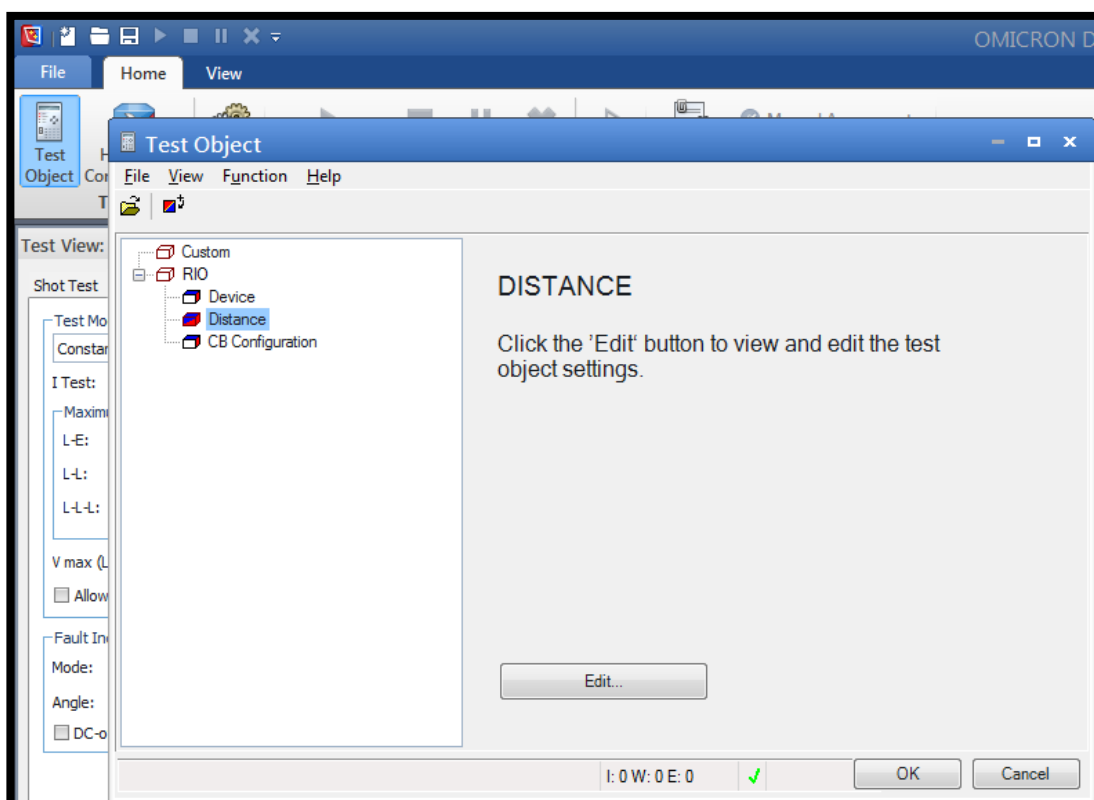 OMICRON D
File Home View
Test Object
Test Object
File View Function Help
Test View:
Custom
RIO
Device
Distance
CB Configuration
DISTANCE
Click the 'Edit' button to view and edit the test
object settings.
Edit...
Shot Test
Test Mo
Constan
I Test:
Maxim
L-E:
L-L:
L-L-L:
V max (L
Allow
Fault In
Mode:
Angle:
DC-o
I: 0 W: 0 E: 0
OK Cancel